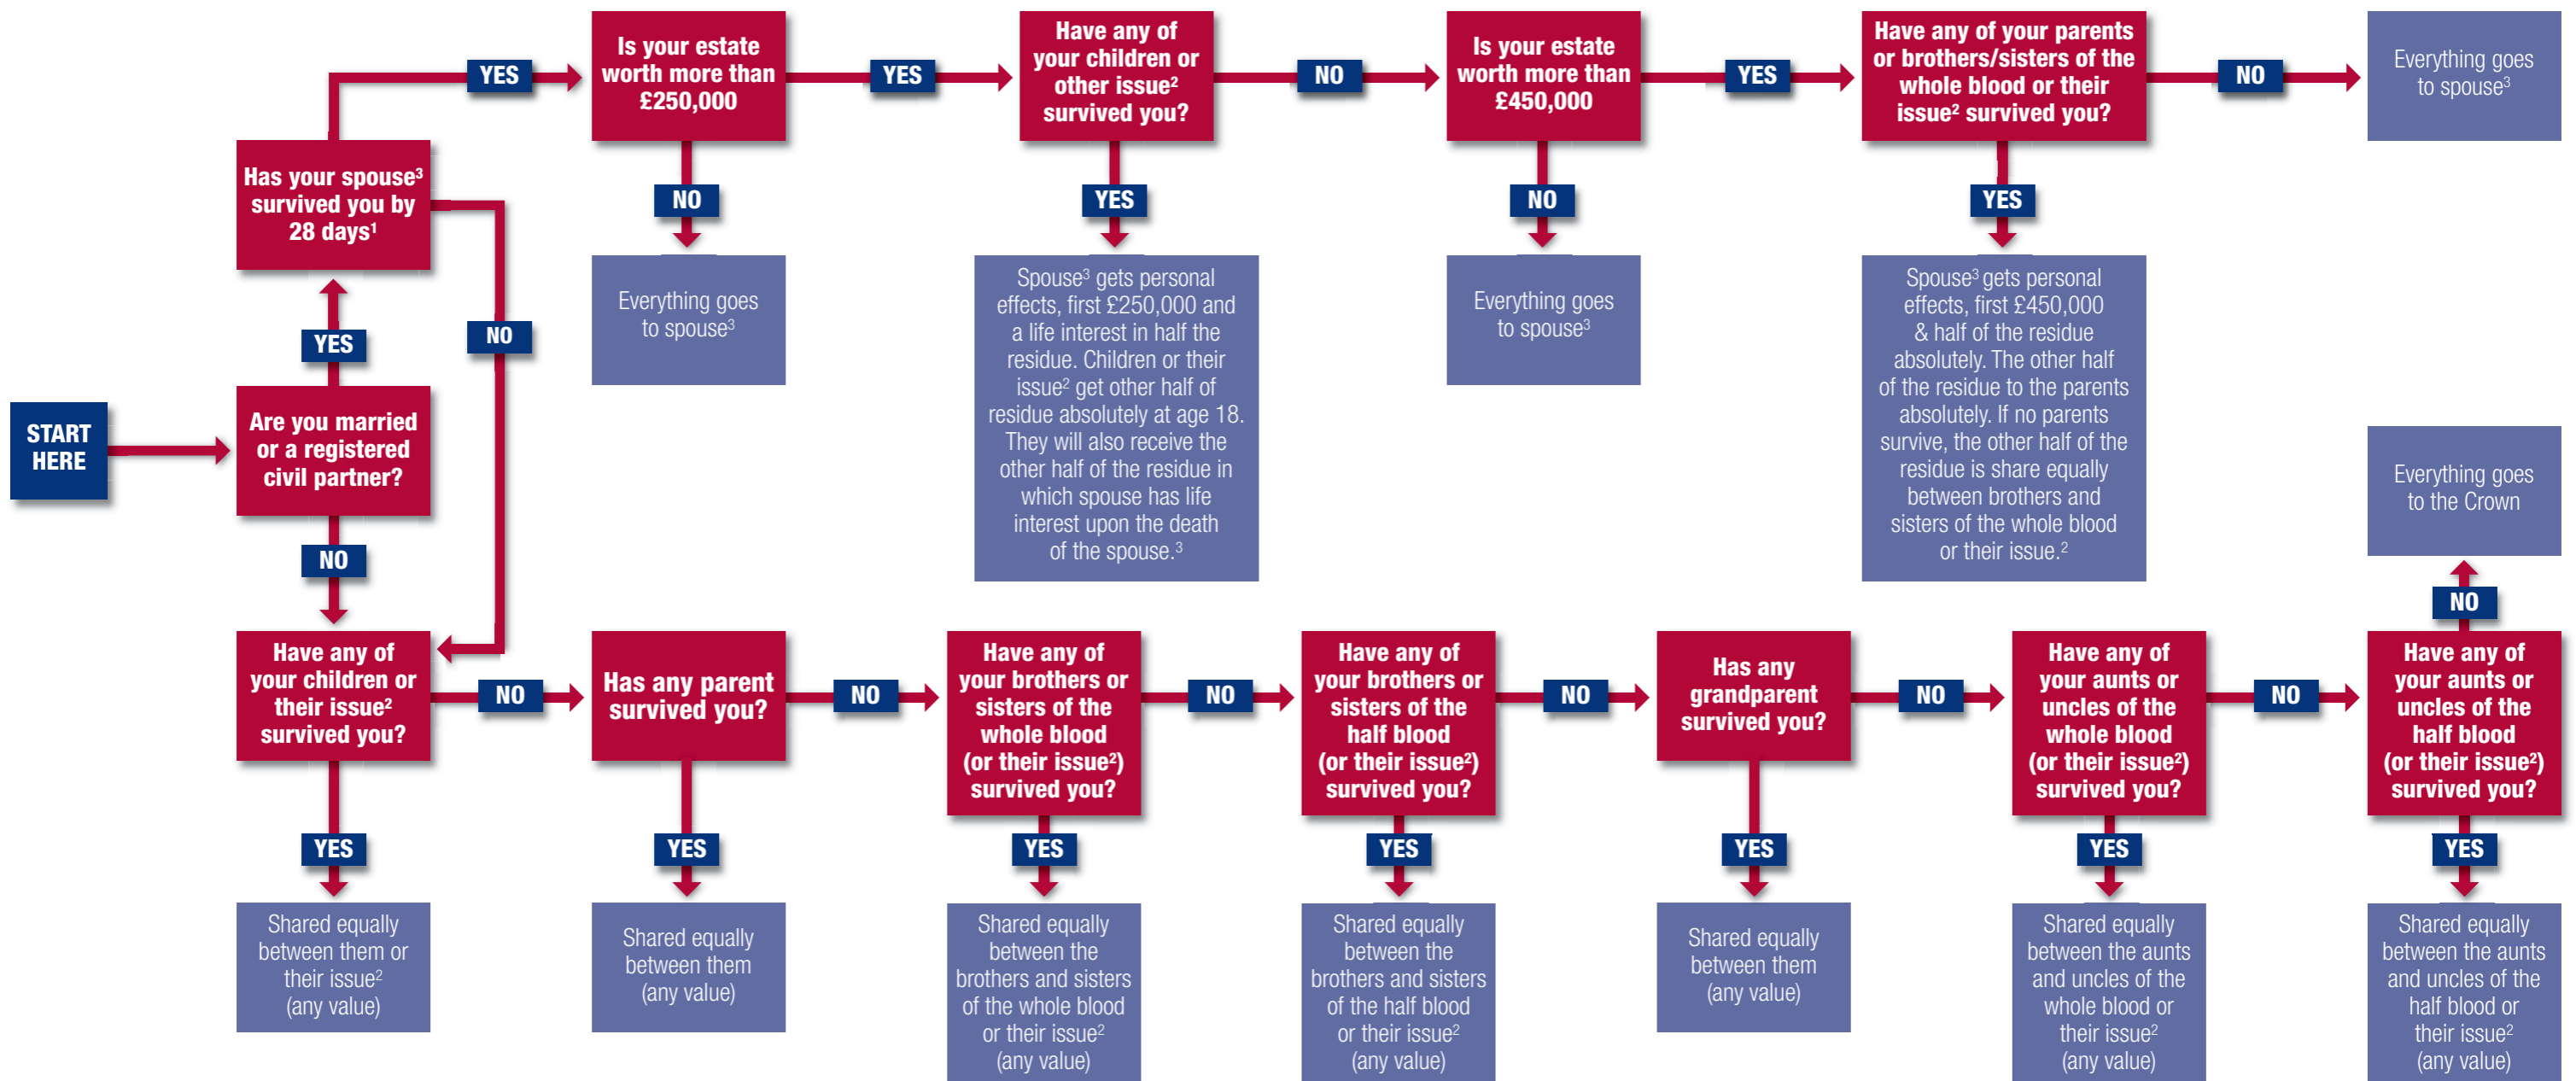 START
HERE
Are you married
or a registered
civil partner?
YES
Has your spouse³
survived you by
28 days¹
YES
Is your estate
worth more than
£250,000
NO
Everything goes
to spouse³
YES
Have any of
your children or
other issue²
survived you?
YES
Spouse³ gets personal
effects, first £250,000 and
a life interest in half the
residue. Children or their
issue² get other half of
residue absolutely at age 18.
They will also receive the
other half of the residue in
which spouse has life
interest upon the death
of the spouse.³
NO
Is your estate
worth more than
£450,000
NO
Everything goes
to spouse³
YES
Have any of your parents
or brothers/sisters of the
whole blood or their
issue² survived you?
YES
Spouse³ gets personal
effects, first £450,000
& half of the residue
absolutely. The other half
of the residue to the parents
absolutely. If no parents
survive, the other half of the
residue is share equally
between brothers and
sisters of the whole blood
or their issue.²
NO
Everything goes
to spouse³
NO
NO
Have any of
your children or
their issue²
survived you?
YES
Shared equally
between them or
their issue²
(any value)
NO
Has any parent
survived you?
YES
Shared equally
between them
(any value)
NO
Have any of
your brothers or
sisters of the
whole blood
(or their issue²)
survived you?
YES
Shared equally
between the
brothers and sisters
of the whole blood
or their issue²
(any value)
NO
Have any of
your brothers or
sisters of the
half blood
(or their issue²)
survived you?
YES
Shared equally
between the
brothers and sisters
of the half blood
or their issue²
(any value)
NO
Has any
grandparent
survived you?
YES
Shared equally
between them
(any value)
NO
Have any of
your aunts or
uncles of the
whole blood
(or their issue²)
survived you?
YES
Shared equally
between the aunts
and uncles of the
whole blood or
their issue²
(any value)
NO
Have any of
your aunts or
uncles of the
half blood
(or their issue²)
survived you?
YES
Shared equally
between the aunts
and uncles of the
half blood or
their issue²
(any value)
NO
Everything goes
to the Crown